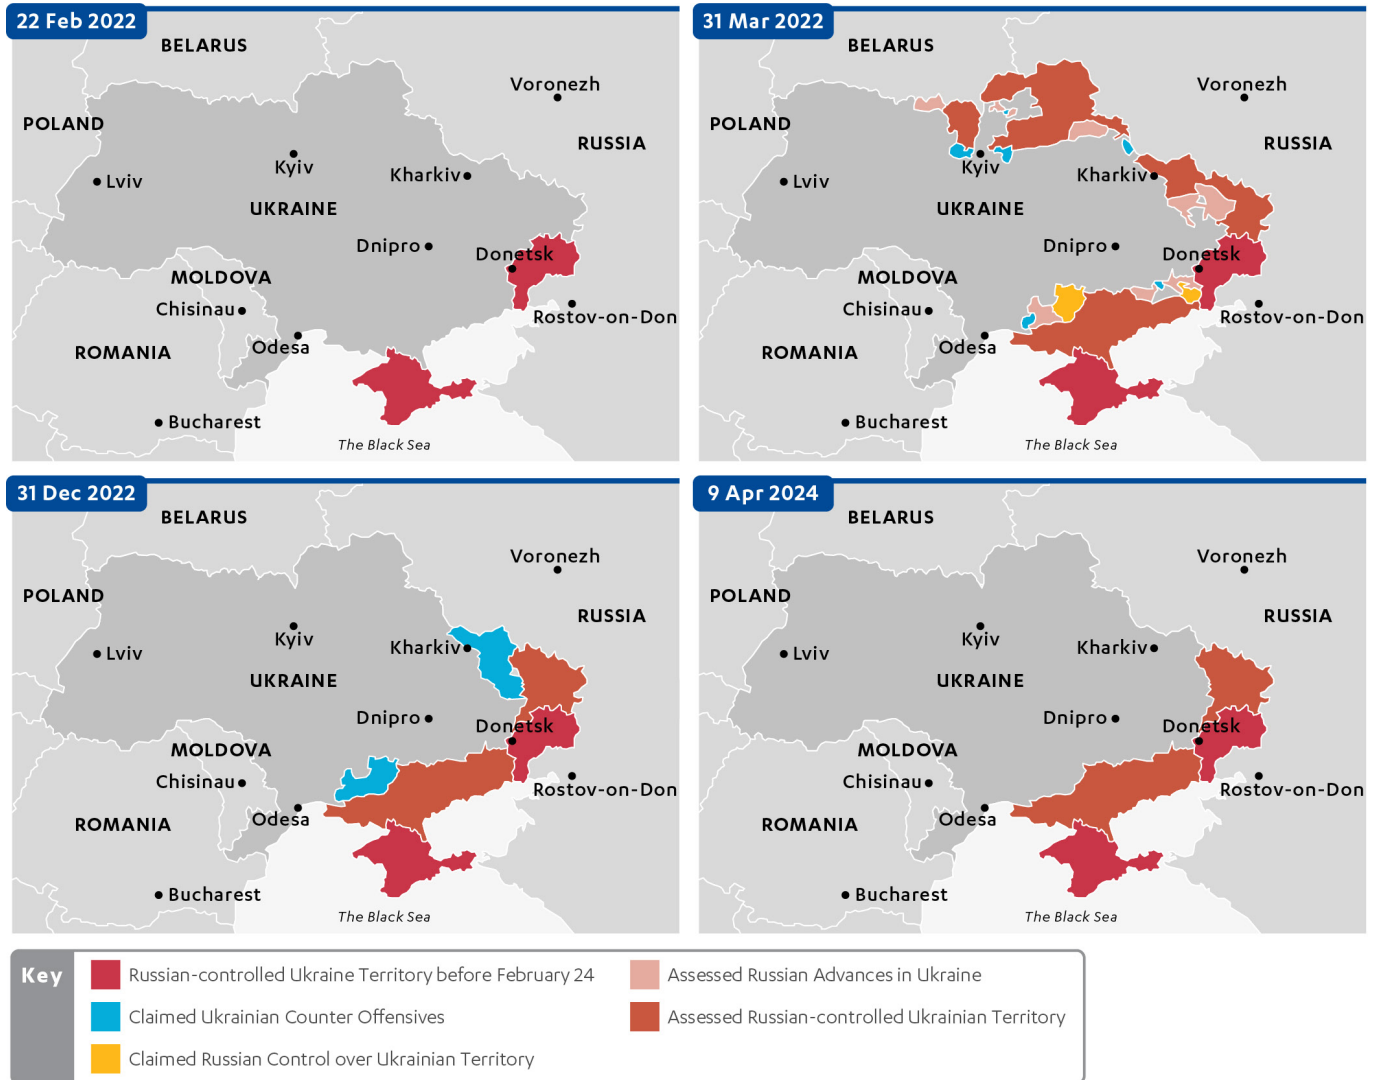 22 Feb 2022
BELARUS
Voronezh
POLAND
RUSSIA
Kyiv
Lviv
Kharkiv
UKRAINE
Dnipro
Donetsk
MOLDOVA
Chisinau
Rostov-on-Don
Odesa
ROMANIA
Bucharest
The Black Sea
31 Mar 2022
BELARUS
Voronezh
POLAND
RUSSIA
Kyiv
Lviv
Kharkiv
UKRAINE
Dnipro
Donetsk
MOLDOVA
Chisinau
Rostov-on-Don
Odesa
ROMANIA
Bucharest
The Black Sea
31 Dec 2022
BELARUS
Voronezh
POLAND
RUSSIA
Kyiv
Lviv
Kharkiv
UKRAINE
Dnipro
Donetsk
MOLDOVA
Chisinau
Rostov-on-Don
Odesa
ROMANIA
Bucharest
The Black Sea
9 Apr 2024
BELARUS
Voronezh
POLAND
RUSSIA
Kyiv
Lviv
Kharkiv
UKRAINE
Dnipro
Donetsk
MOLDOVA
Chisinau
Rostov-on-Don
Odesa
ROMANIA
Bucharest
The Black Sea
Key
Russian-controlled Ukraine Territory before February 24
Claimed Ukrainian Counter Offensives
Claimed Russian Control over Ukrainian Territory
Assessed Russian Advances in Ukraine
Assessed Russian-controlled Ukrainian Territory